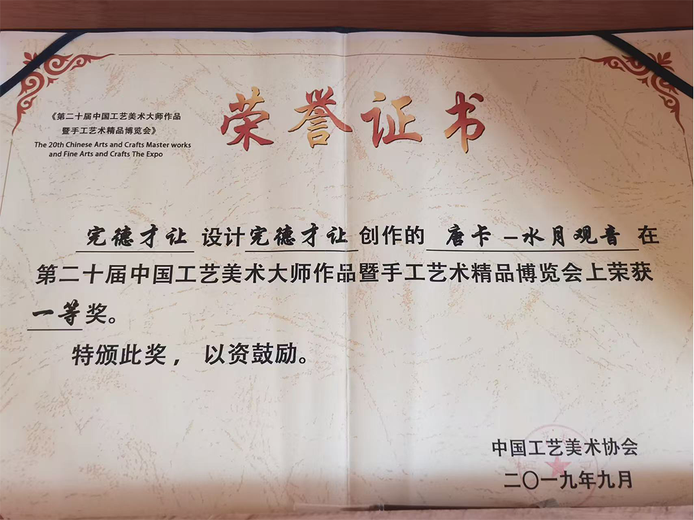 《第二十届中国工艺美术大师作品
暨手工艺术精品博览会》
The 20th Chinese Arts and Crafts Master works
and Fine Arts and Crafts The Expo
荣誉证书
完德才让 设计完德才让 创作的 唐卡－水月观音 在
第二十届中国工艺美术大师作品暨手工艺术精品博览会上荣获
一等奖。
特颁此奖，以资鼓励。
中国工艺美术协会
二〇一九年九月